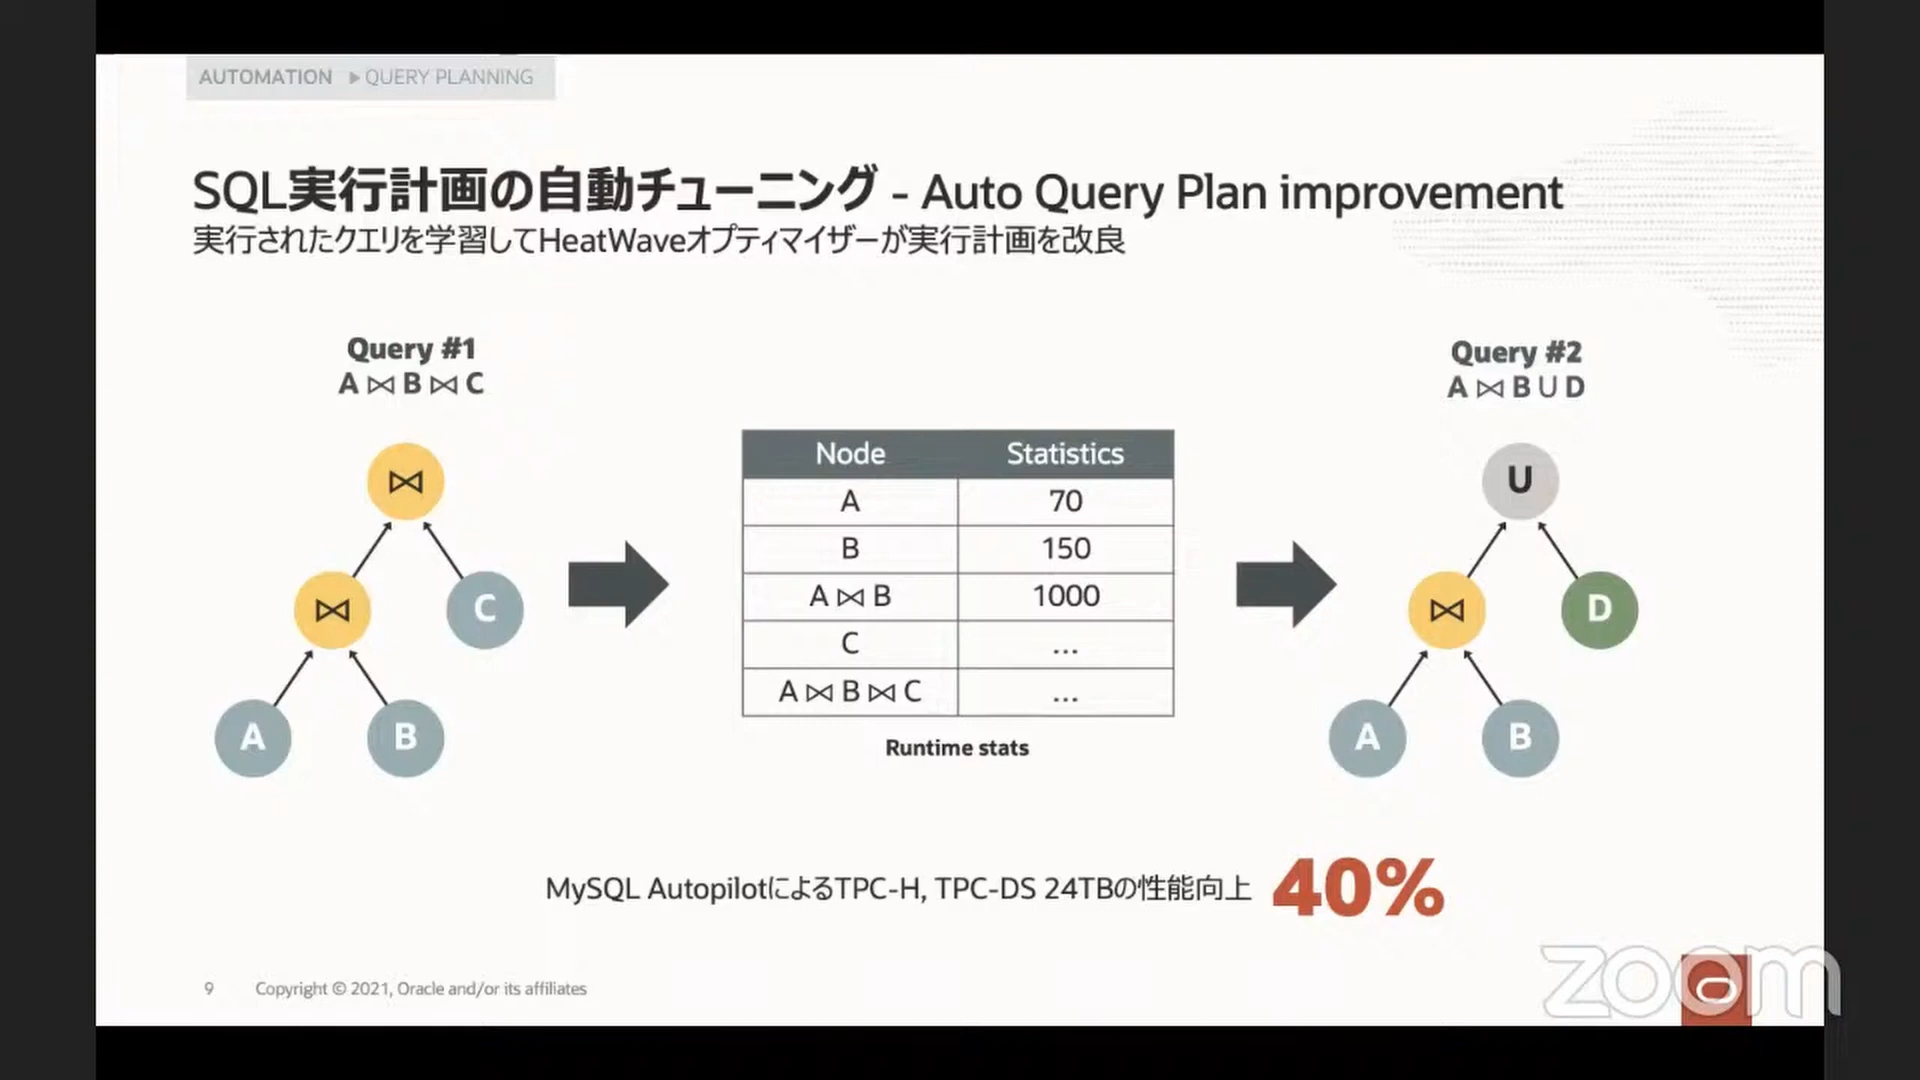 AUTOMATION ▶ QUERY PLANNING
SQL実行計画の自動チューニング - Auto Query Plan improvement
実行されたクエリを学習してHeatWaveオプティマイザーが実行計画を改良
Query #1
A ⋈ B ⋈ C
⋈
⋈
C
A
B
Node Statistics
A 70
B 150
A ⋈ B 1000
C ...
A ⋈ B ⋈ C ...
Runtime stats
Query #2
A ⋈ B U D
U
⋈
D
A
B
MySQL AutopilotによるTPC-H, TPC-DS 24TBの性能向上 40%
9 Copyright © 2021, Oracle and/or its affiliates
zoom